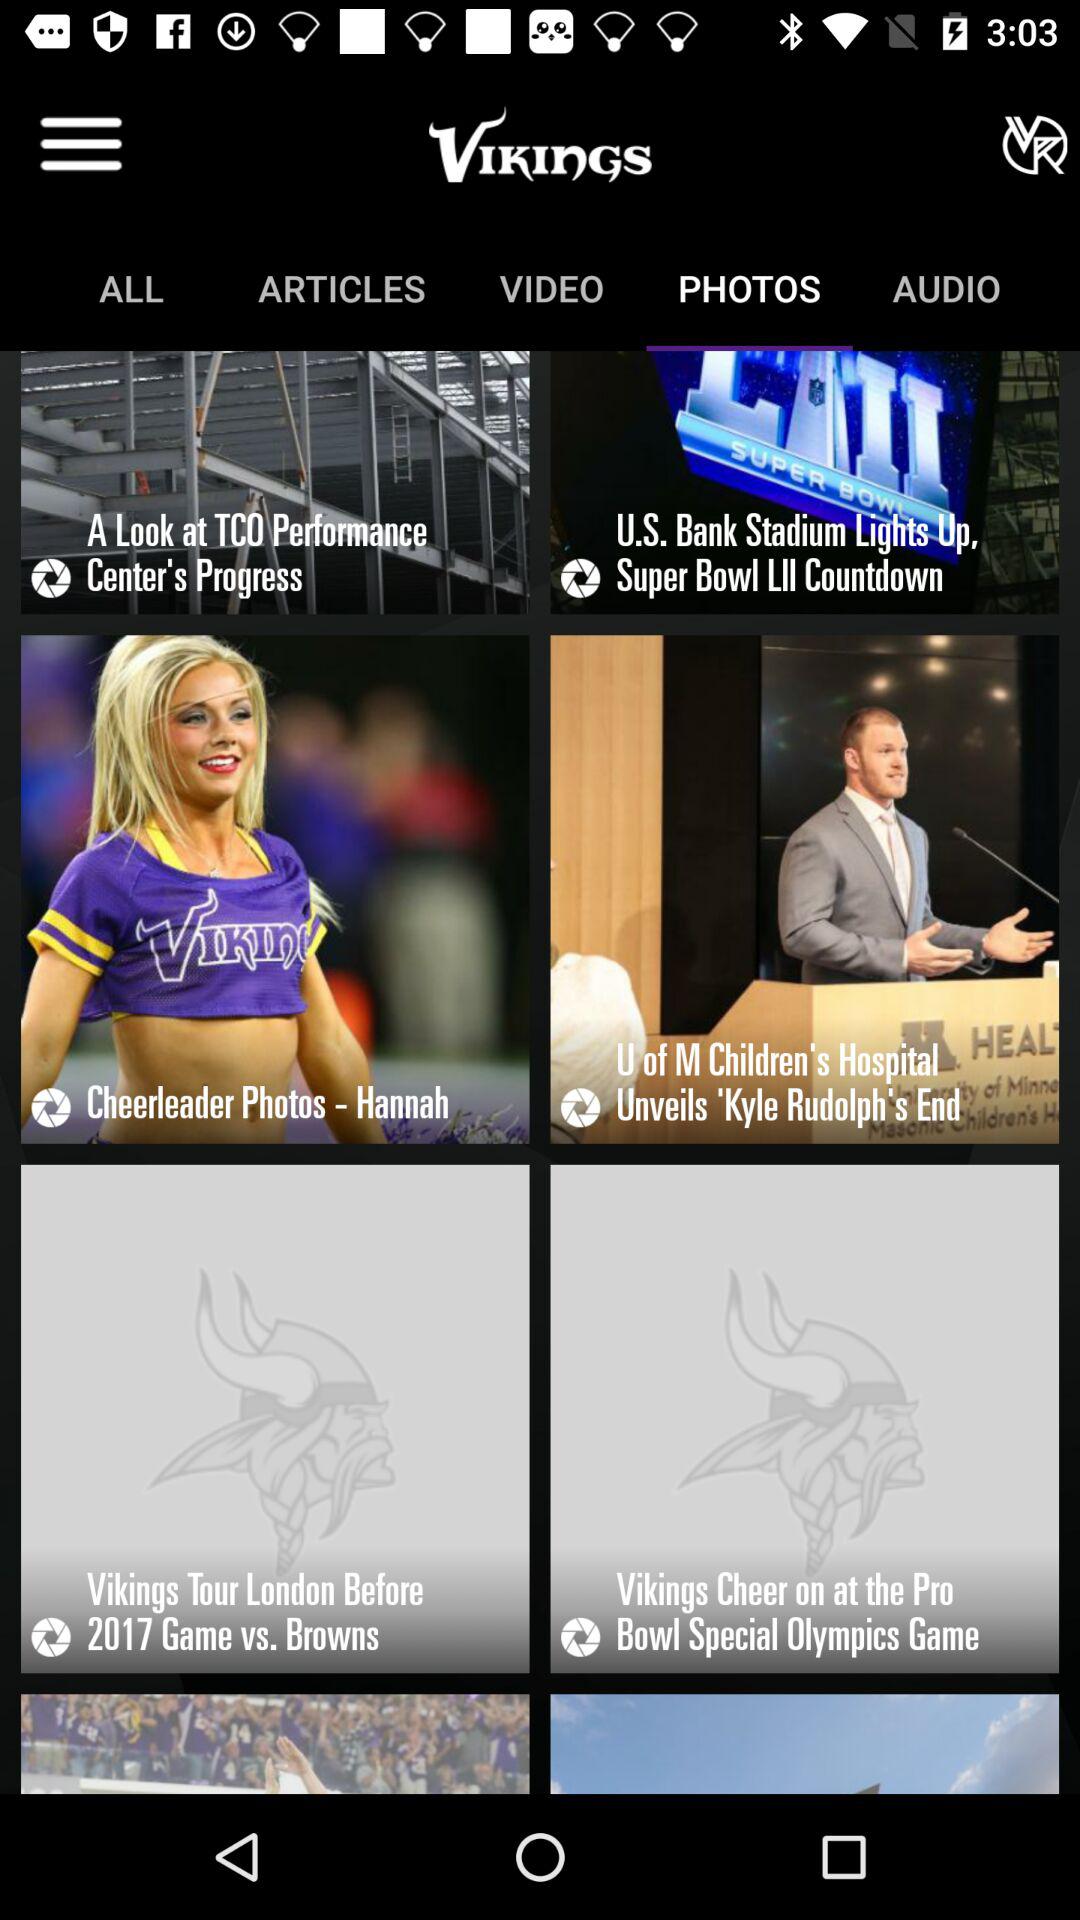 3:03
VIKINGS
VR
ALL ARTICLES VIDEO PHOTOS AUDIO
LII
SUPER BOWL
A Look at TCO Performance
Center's Progress
U.S. Bank Stadium Lights Up,
Super Bowl LII Countdown
VIKING
Cheerleader Photos - Hannah
M HEAL
University of Minne
Masonic Children's H
U of M Children's Hospital
Unveils 'Kyle Rudolph's End
Vikings Tour London Before
2017 Game vs. Browns
Vikings Cheer on at the Pro
Bowl Special Olympics Game